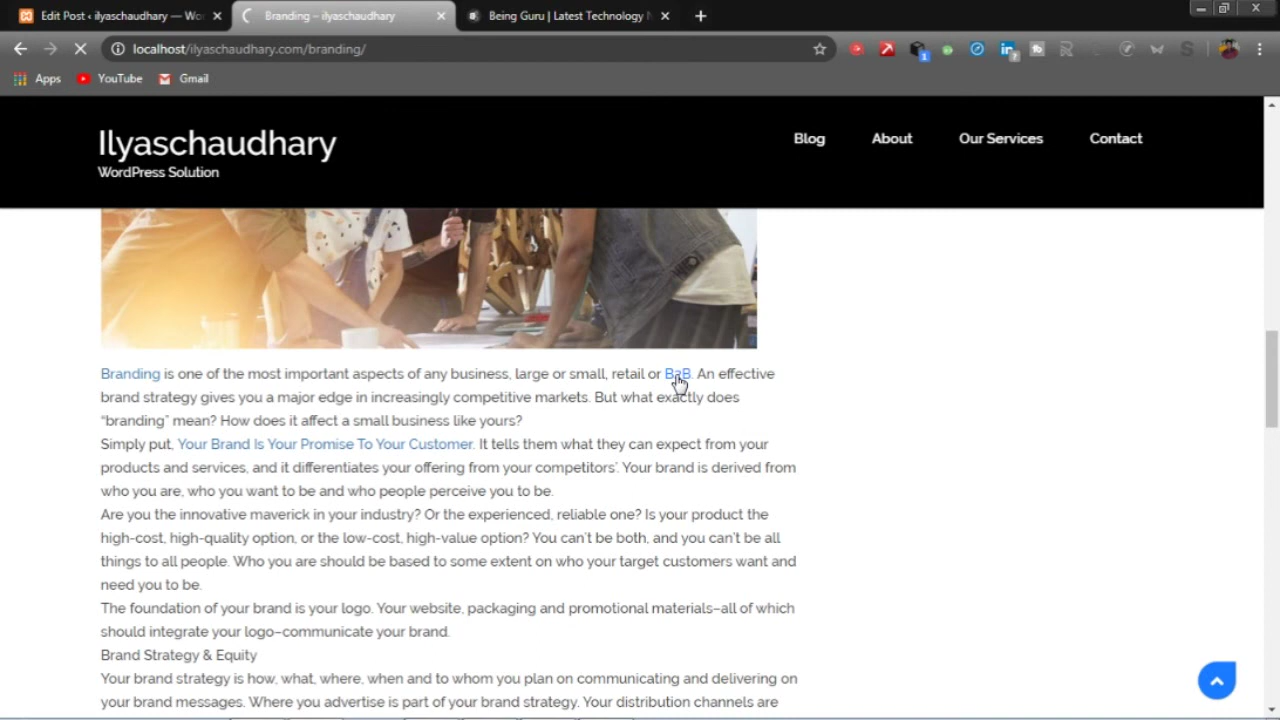 Edit Post ‹ ilyaschaudhary — Wor
Branding – ilyaschaudhary
Being Guru | Latest Technology N
localhost/ilyaschaudhary.com/branding/
Apps
YouTube
Gmail
Ilyaschaudhary
WordPress Solution
Blog
About
Our Services
Contact
Branding is one of the most important aspects of any business, large or small, retail or B2B. An effective
brand strategy gives you a major edge in increasingly competitive markets. But what exactly does
“branding” mean? How does it affect a small business like yours?
Simply put, Your Brand Is Your Promise To Your Customer. It tells them what they can expect from your
products and services, and it differentiates your offering from your competitors’. Your brand is derived from
who you are, who you want to be and who people perceive you to be.
Are you the innovative maverick in your industry? Or the experienced, reliable one? Is your product the
high-cost, high-quality option, or the low-cost, high-value option? You can’t be both, and you can’t be all
things to all people. Who you are should be based to some extent on who your target customers want and
need you to be.
The foundation of your brand is your logo. Your website, packaging and promotional materials–all of which
should integrate your logo–communicate your brand.
Brand Strategy & Equity
Your brand strategy is how, what, where, when and to whom you plan on communicating and delivering on
your brand messages. Where you advertise is part of your brand strategy. Your distribution channels are